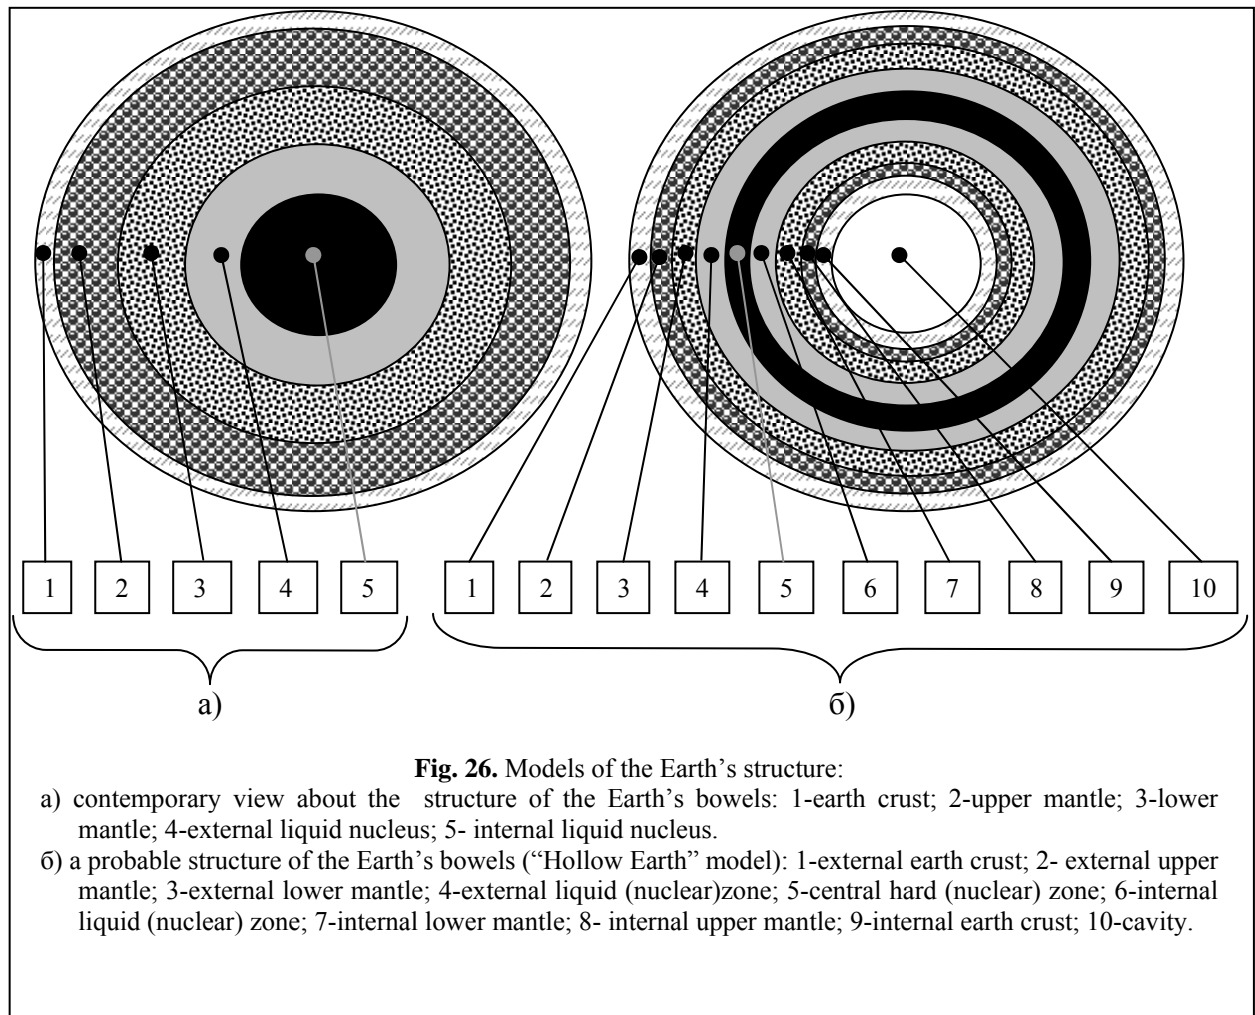 1 2 3 4 5 1 2 3 4 5 6 7 8 9 10
а) б)
Fig. 26. Models of the Earth’s structure:
а) contemporary view about the structure of the Earth’s bowels: 1-earth crust; 2-upper mantle; 3-lower
mantle; 4-external liquid nucleus; 5- internal liquid nucleus.
б) a probable structure of the Earth’s bowels (“Hollow Earth” model): 1-external earth crust; 2- external upper
mantle; 3-external lower mantle; 4-external liquid (nuclear)zone; 5-central hard (nuclear) zone; 6-internal
liquid (nuclear) zone; 7-internal lower mantle; 8- internal upper mantle; 9-internal earth crust; 10-cavity.